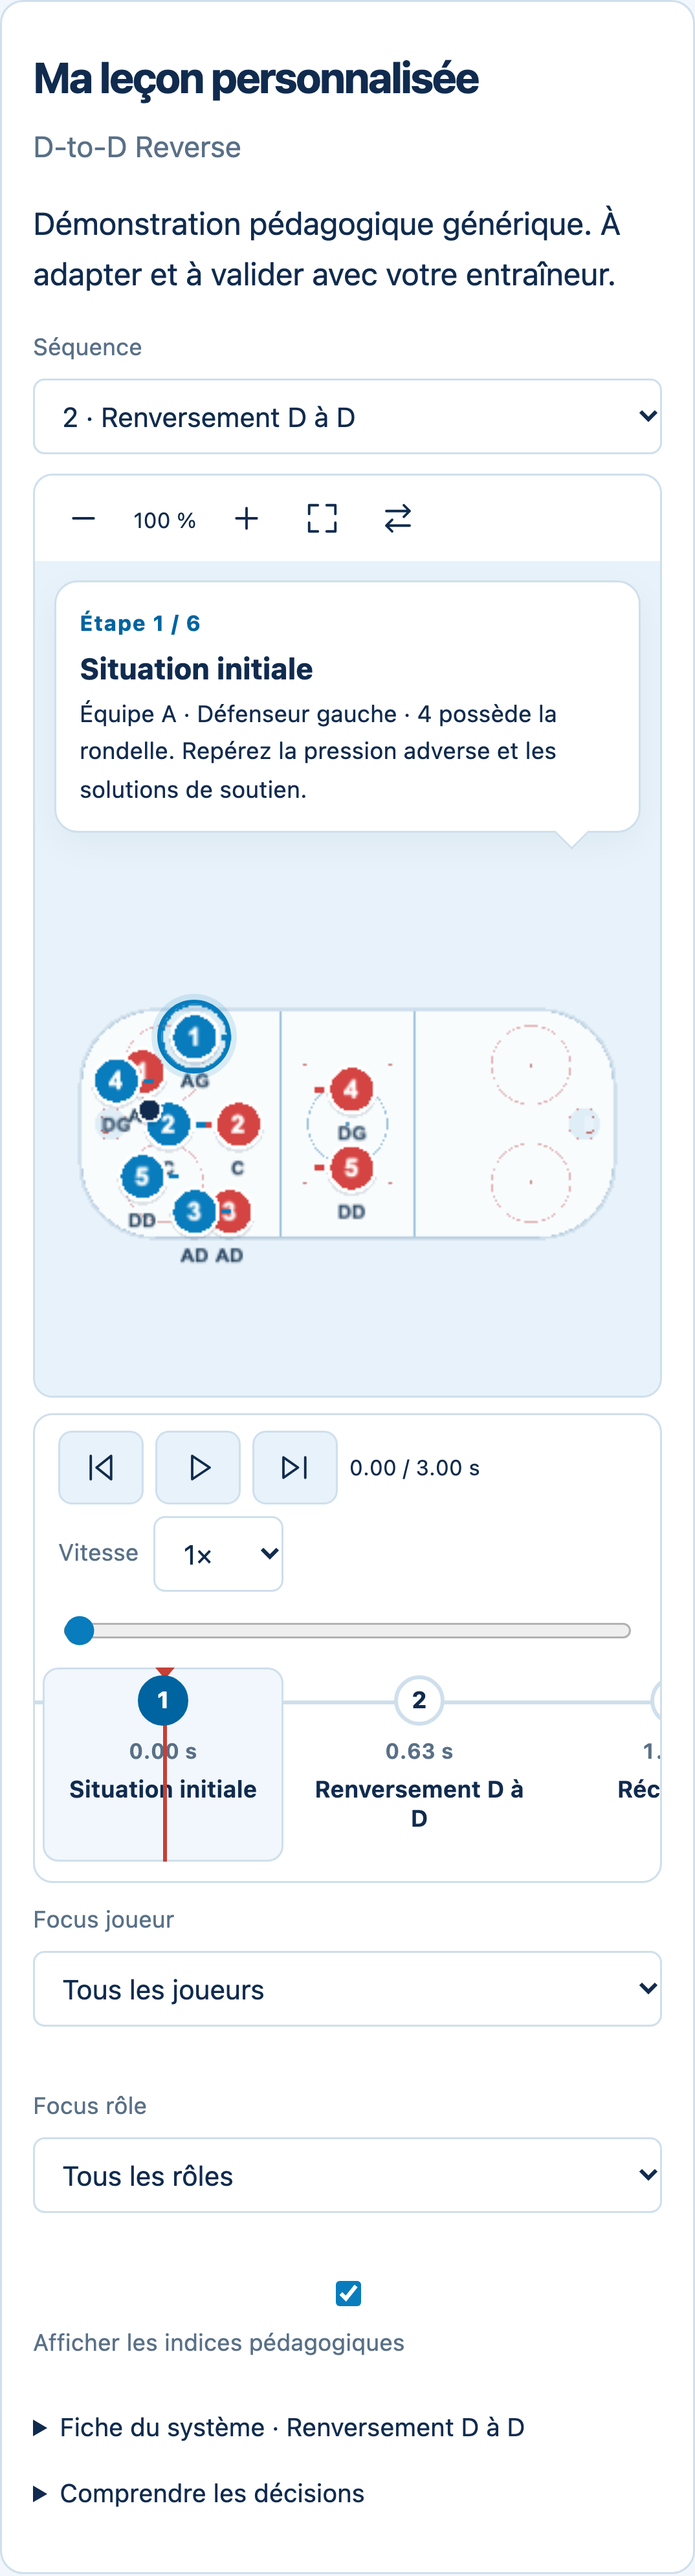 Ma leçon personnalisée
D-to-D Reverse
Démonstration pédagogique générique. À
adapter et à valider avec votre entraîneur.
Séquence
2 · Renversement D à D
100 %
Étape 1 / 6
Situation initiale
Équipe A · Défenseur gauche · 4 possède la
rondelle. Repérez la pression adverse et les
solutions de soutien.
1
AG
4
4
DG
DG
2
2
C
5
5
DD
DD
3
3
AD AD
0.00 / 3.00 s
Vitesse
1×
1
2
0.00 s
0.63 s
1.
Situation initiale
Renversement D à
D
Réc
Focus joueur
Tous les joueurs
Focus rôle
Tous les rôles
Afficher les indices pédagogiques
Fiche du système · Renversement D à D
Comprendre les décisions